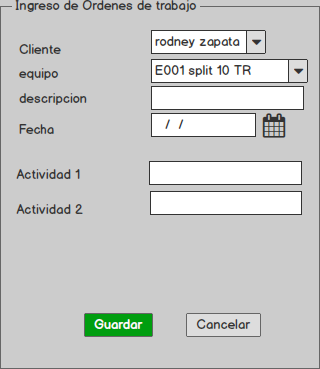 Ingreso de Ordenes de trabajo
Cliente rodney zapata
equipo E001 split 10 TR
descripcion
Fecha / /
Actividad 1
Actividad 2
Guardar Cancelar